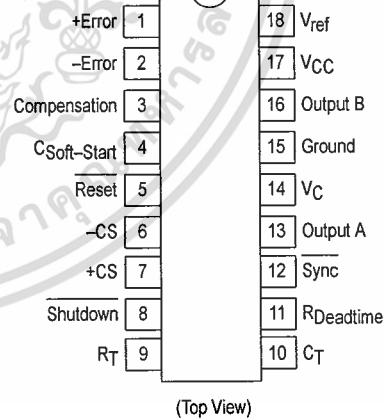 +Error 1 18 Vref
–Error 2 17 VCC
Compensation 3 16 Output B
CSoft–Start 4 15 Ground
Reset 5 14 VC
–CS 6 13 Output A
+CS 7 12 Sync
Shutdown 8 11 RDeadtime
RT 9 10 CT
(Top View)